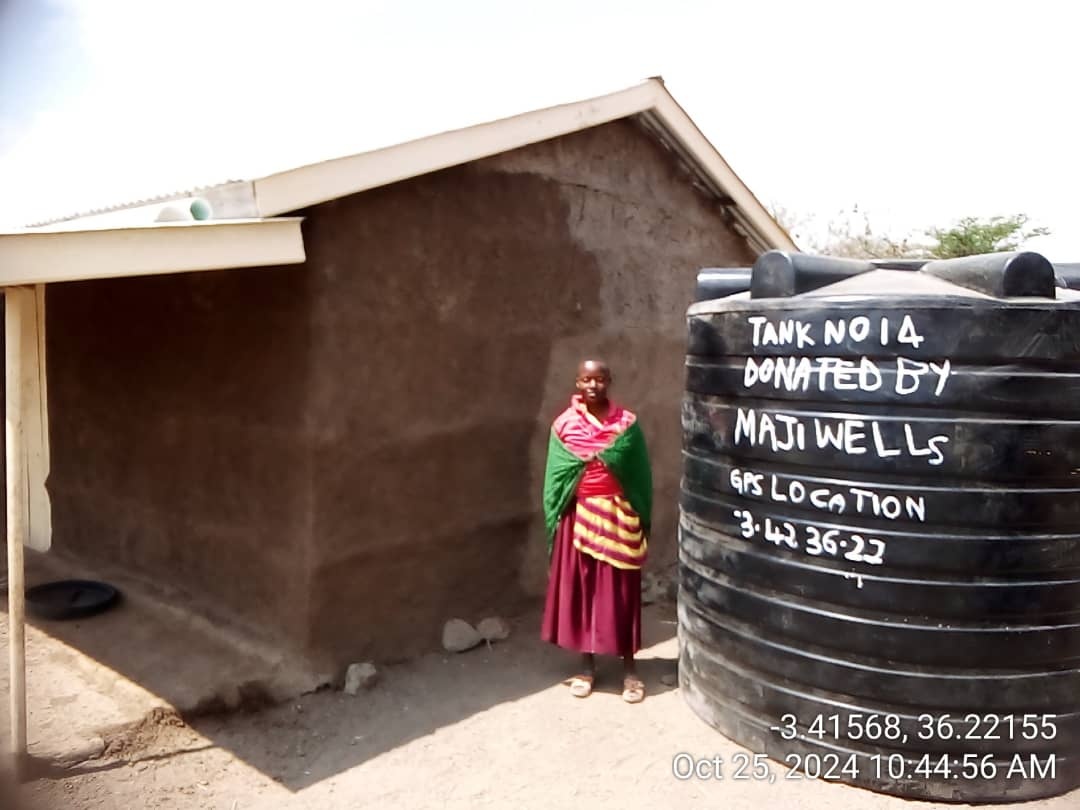 TANK NO 14
DONATED BY
MAJI WELLS
GPS LOCATION
-3.42 36.22
-3.41568, 36.22155
Oct 25, 2024 10:44:56 AM